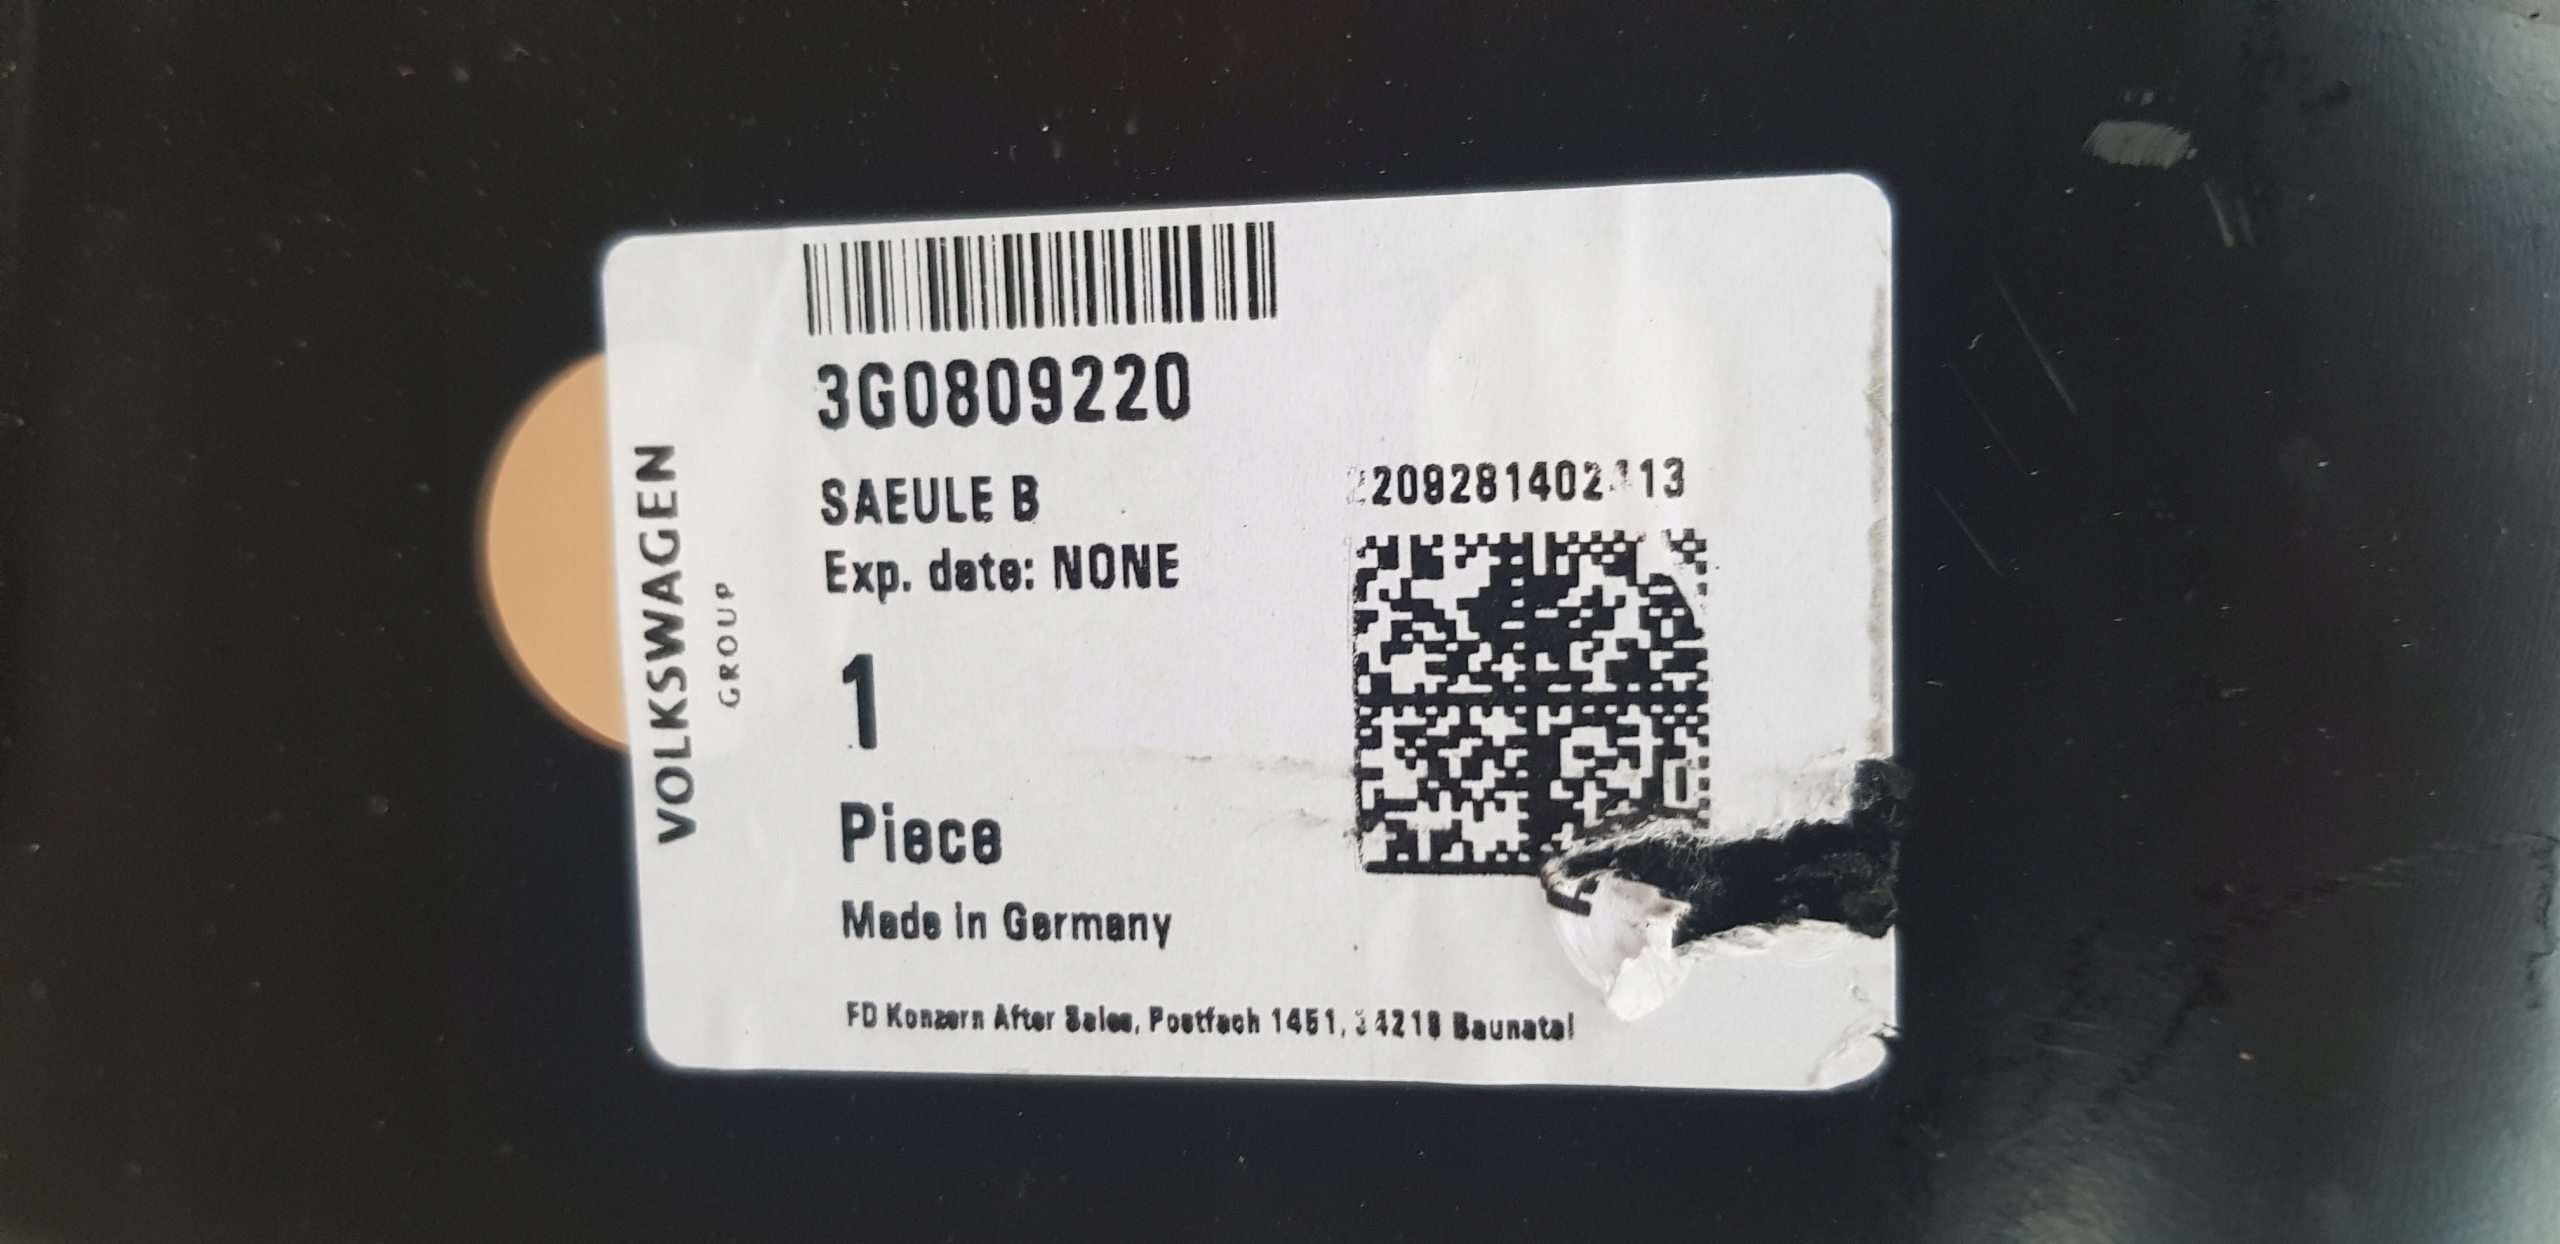 VOLKSWAGEN
GROUP
3G0809220
SAEULE B
Exp. date: NONE
1
Piece
Made in Germany
FD Konzern After Sales, Postfach 1451, 34219 Baunatal